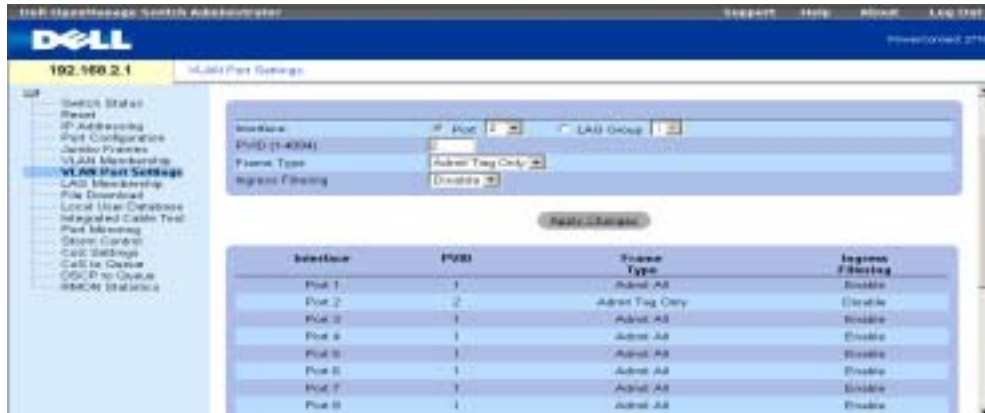 Dell OpenManage Switch Administrator Support Help About Log Out
DELL
PowerConnect
192.168.2.1 VLAN Port Settings
Switch Status
Reset
IP Addressing
Port Configuration
Jumbo Frames
VLAN Membership
VLAN Port Settings
LAG Membership
File Download
Local User Database
Integrated Cable Test
Port Mirroring
Storm Control
CoS Settings
CoS to Queue
DSCP to Queue
RMON Statistics
Interface Port 2 LAG Group 1
PVID (1-4094) 2
Frame Type Admit Tag Only
Ingress Filtering Disable
Apply Changes
Interface PVID Frame Type Ingress Filtering
Port 1 1 Admit All Enable
Port 2 2 Admit Tag Only Disable
Port 3 1 Admit All Enable
Port 4 1 Admit All Enable
Port 5 1 Admit All Enable
Port 6 1 Admit All Enable
Port 7 1 Admit All Enable
Port 8 1 Admit All Enable